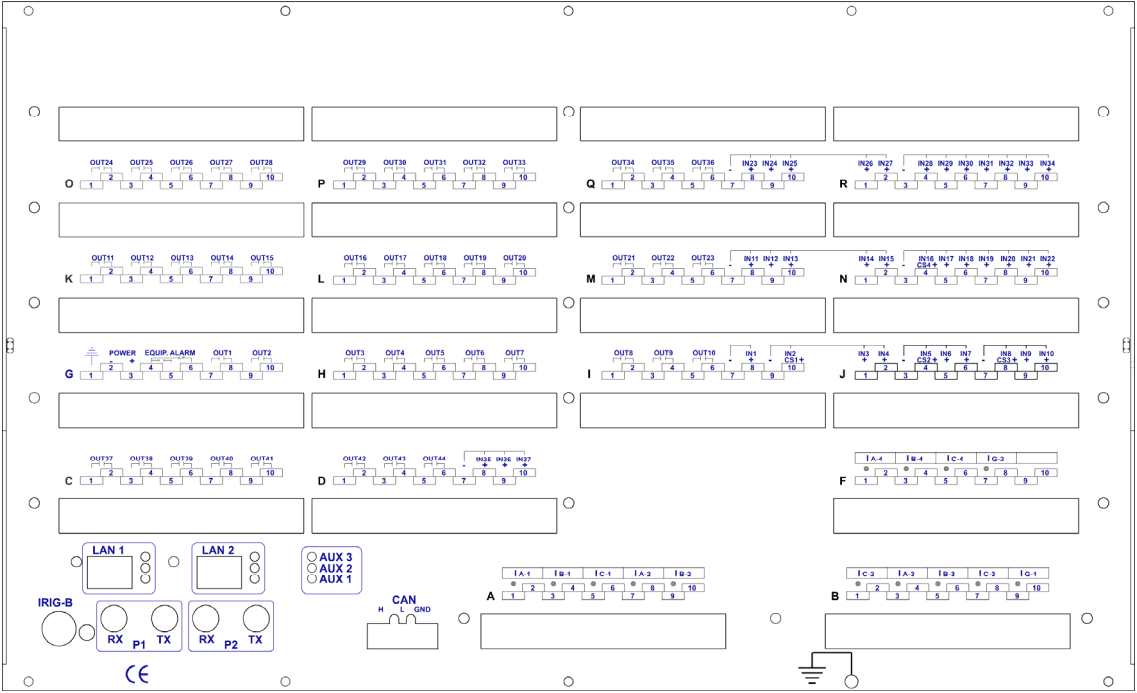 OUT24 OUT25 OUT26 OUT27 OUT28
O 1 2 3 4 5 6 7 8 9 10
OUT29 OUT30 OUT31 OUT32 OUT33
P 1 2 3 4 5 6 7 8 9 10
OUT34 OUT35 OUT36 IN23 IN24 IN25
- + + +
Q 1 2 3 4 5 6 7 8 9 10
IN26 IN27 IN28 IN29 IN30 IN31 IN32 IN33 IN34
+ + - + + + + + + +
R 1 2 3 4 5 6 7 8 9 10
OUT11 OUT12 OUT13 OUT14 OUT15
K 1 2 3 4 5 6 7 8 9 10
OUT16 OUT17 OUT18 OUT19 OUT20
L 1 2 3 4 5 6 7 8 9 10
OUT21 OUT22 OUT23 IN11 IN12 IN13
- + + +
M 1 2 3 4 5 6 7 8 9 10
IN14 IN15 IN16 IN17 IN18 IN19 IN20 IN21 IN22
+ + - CS4+ + + + + + +
N 1 2 3 4 5 6 7 8 9 10
POWER EQUIP. ALARM OUT1 OUT2
- +
G 1 2 3 4 5 6 7 8 9 10
OUT3 OUT4 OUT5 OUT6 OUT7
H 1 2 3 4 5 6 7 8 9 10
OUT8 OUT9 OUT10 IN1 IN2
- + - CS1+
I 1 2 3 4 5 6 7 8 9 10
IN3 IN4 IN5 IN6 IN7 IN8 IN9 IN10
+ + - CS2+ + + - CS3+ + +
J 1 2 3 4 5 6 7 8 9 10
OUT37 OUT38 OUT39 OUT40 OUT41
C 1 2 3 4 5 6 7 8 9 10
OUT42 OUT43 OUT44 IN35 IN36 IN37
- + + +
D 1 2 3 4 5 6 7 8 9 10
IA-4 IB-4 IC-4 IG-2
F 1 2 3 4 5 6 7 8 9 10
LAN 1
LAN 2
AUX 3
AUX 2
AUX 1
IA-1 IB-1 IC-1 IA-2 IB-2
A 1 2 3 4 5 6 7 8 9 10
IC-2 IA-3 IB-3 IC-3 IG-1
B 1 2 3 4 5 6 7 8 9 10
IRIG-B
RX P1 TX
RX P2 TX
CAN
H L GND
CE